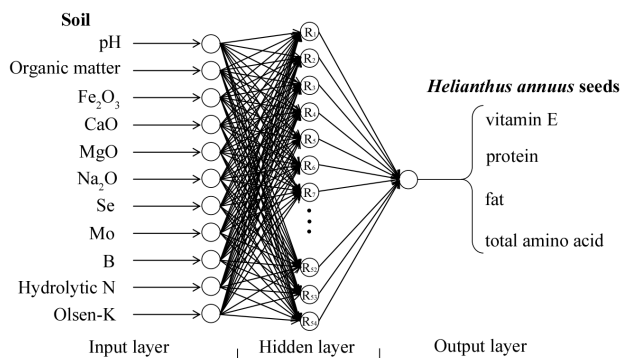 Soil
pH
Organic matter
Fe₂O₃
CaO
MgO
Na₂O
Se
Mo
B
Hydrolytic N
Olsen-K
R₁
R₂
R₃
R₄
R₅
R₆
R₇
R₅₂
R₅₃
R₅₄
Helianthus annuus seeds
vitamin E
protein
fat
total amino acid
Input layer
Hidden layer
Output layer